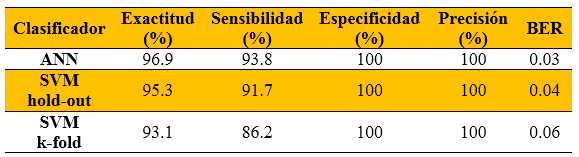 Clasificador Exactitud (%) Sensibilidad (%) Especificidad (%) Precisión (%) BER
ANN 96.9 93.8 100 100 0.03
SVM hold-out 95.3 91.7 100 100 0.04
SVM k-fold 93.1 86.2 100 100 0.06